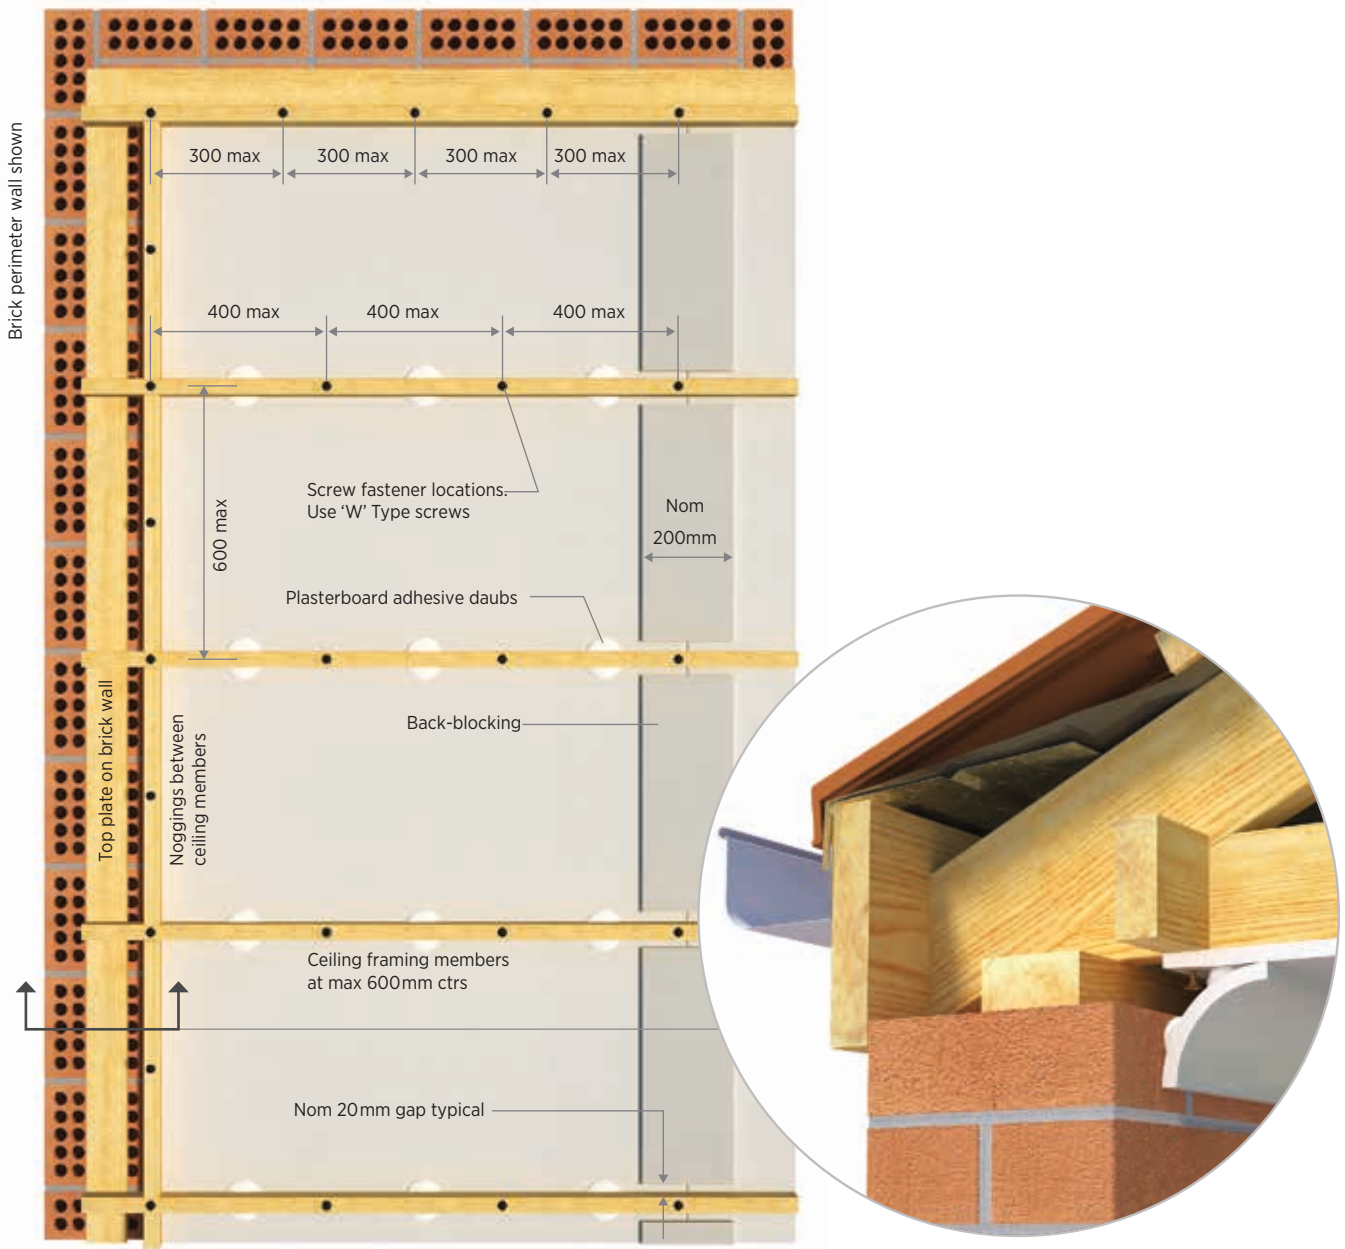 Brick perimeter wall shown
300 max
300 max
300 max
300 max
400 max
400 max
400 max
600 max
Screw fastener locations.
Use ‘W’ Type screws
Nom
200mm
Plasterboard adhesive daubs
Top plate on brick wall
Noggings between
ceiling members
Back-blocking
Ceiling framing members
at max 600mm ctrs
Nom 20mm gap typical